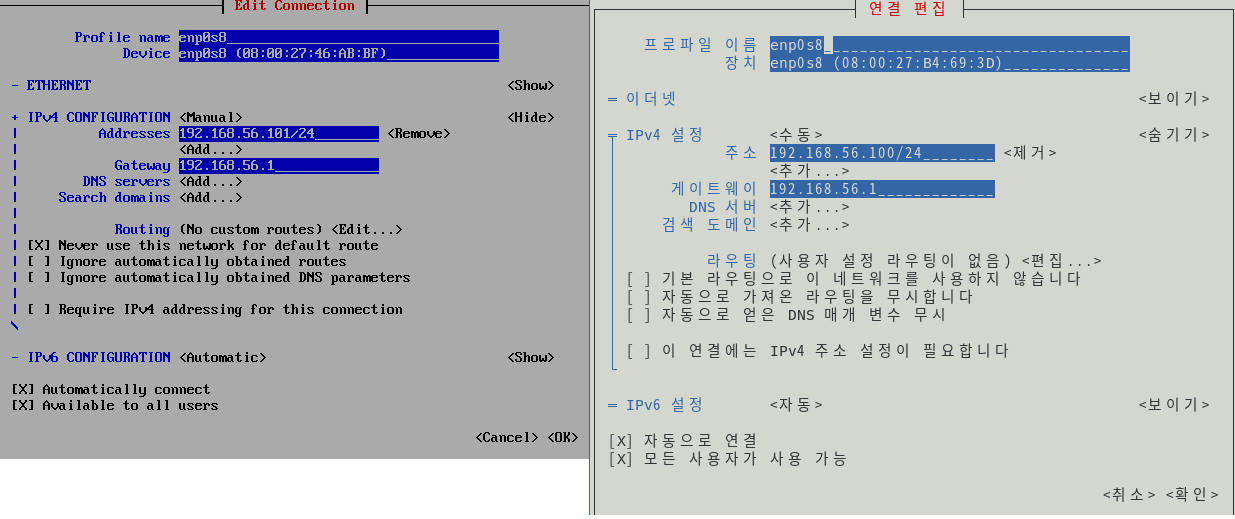 Edit Connection
Profile name enp0s8
Device enp0s8 (08:00:27:46:AB:BF)
- ETHERNET <Show>
+ IPv4 CONFIGURATION <Manual> <Hide>
Addresses 192.168.56.101/24 <Remove>
<Add...>
Gateway 192.168.56.1
DNS servers <Add...>
Search domains <Add...>
Routing (No custom routes) <Edit...>
[X] Never use this network for default route
[ ] Ignore automatically obtained routes
[ ] Ignore automatically obtained DNS parameters
[ ] Require IPv4 addressing for this connection
- IPv6 CONFIGURATION <Automatic> <Show>
[X] Automatically connect
[X] Available to all users
<Cancel> <OK>
연결 편집
프로파일 이름 enp0s8
장치 enp0s8 (08:00:27:B4:69:3D)
= 이더넷 <보이기>
IPv4 설정 <수동> <숨기기>
주소 192.168.56.100/24 <제거>
<추가...>
게이트웨이 192.168.56.1
DNS 서버 <추가...>
검색 도메인 <추가...>
라우팅 (사용자 설정 라우팅이 없음) <편집...>
[ ] 기본 라우팅으로 이 네트워크를 사용하지 않습니다
[ ] 자동으로 가져온 라우팅을 무시합니다
[ ] 자동으로 얻은 DNS 매개 변수 무시
[ ] 이 연결에는 IPv4 주소 설정이 필요합니다
= IPv6 설정 <자동> <보이기>
[X] 자동으로 연결
[X] 모든 사용자가 사용 가능
<취소> <확인>